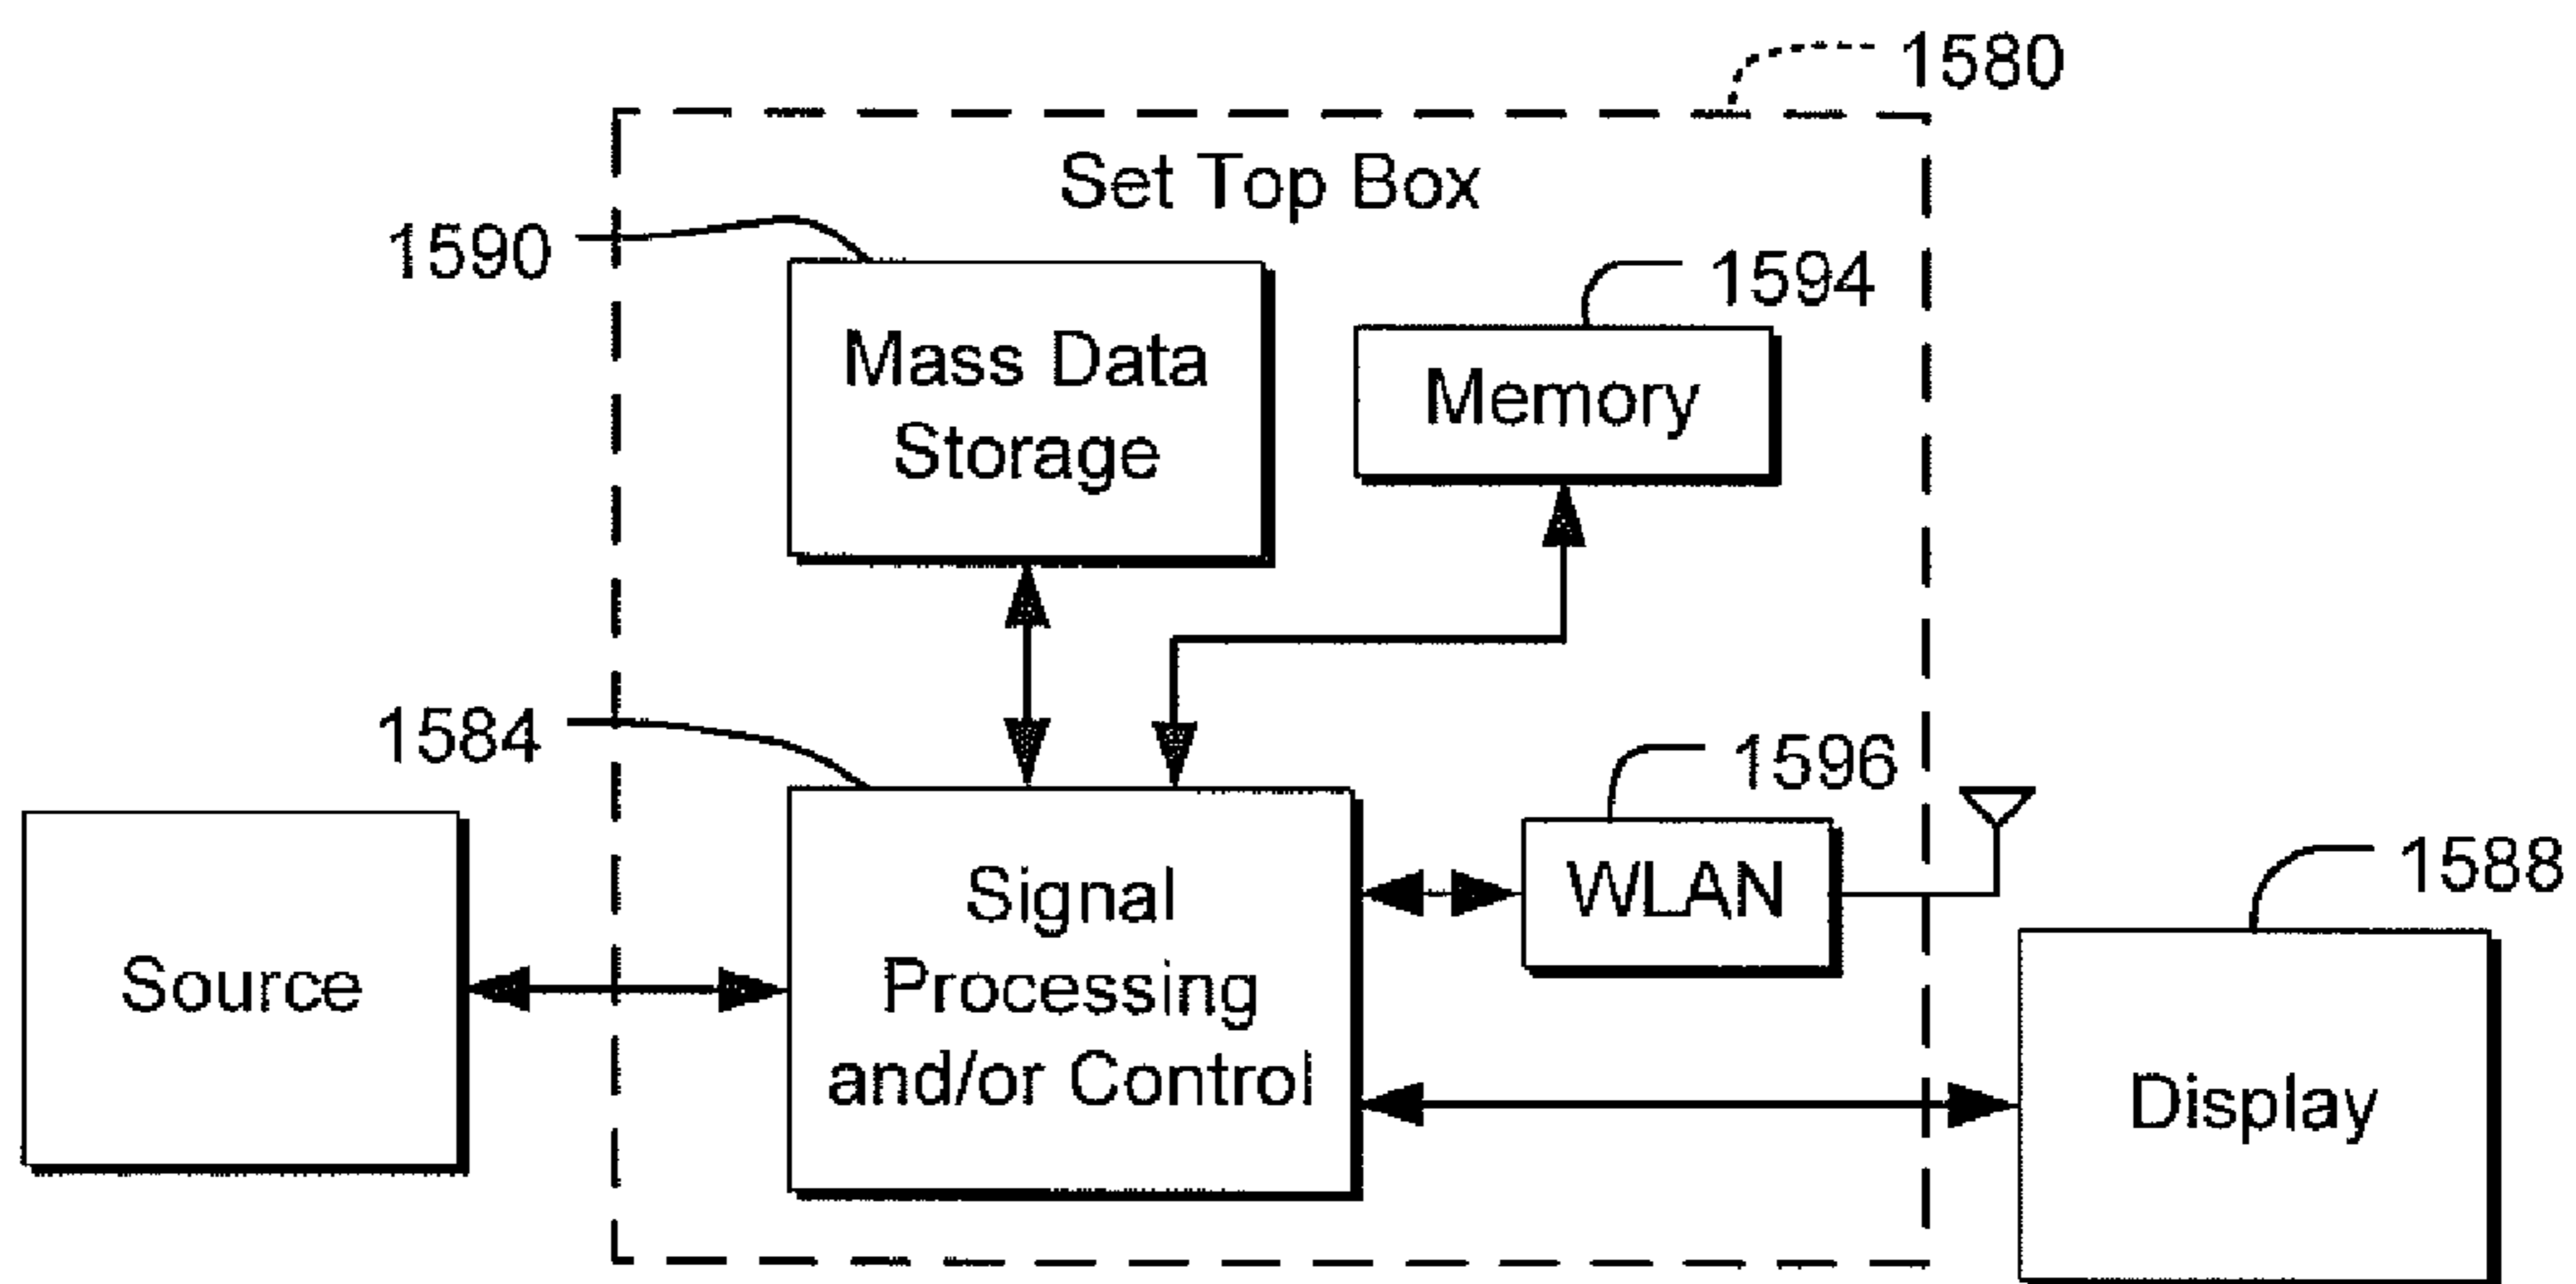 1580
Set Top Box
1590
1594
Mass Data
Storage
Memory
1584
1596
1588
Source
Signal
Processing
and/or Control
WLAN
Display